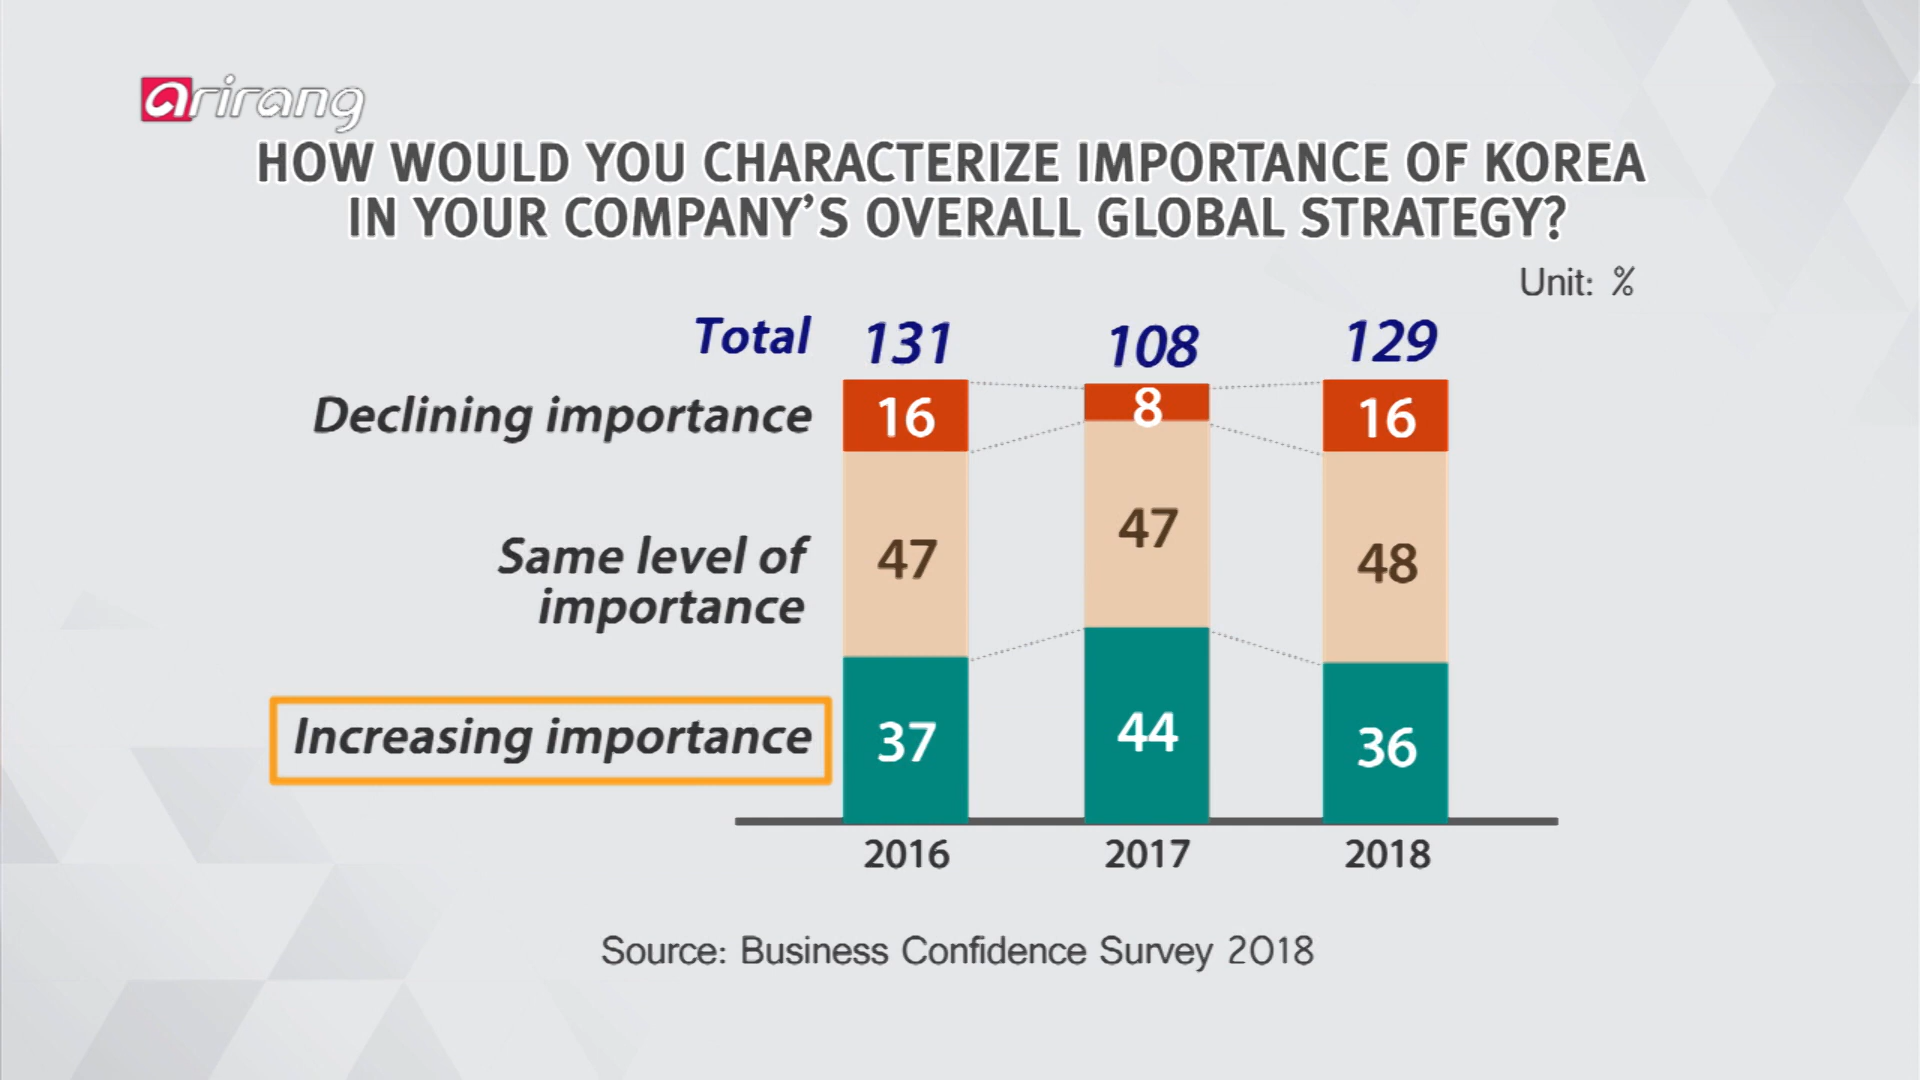 arirang
HOW WOULD YOU CHARACTERIZE IMPORTANCE OF KOREA
IN YOUR COMPANY'S OVERALL GLOBAL STRATEGY?
Unit: %
Total 131 108 129
Declining importance 16 8 16
Same level of
importance
47 47 48
Increasing importance 37 44 36
2016 2017 2018
Source: Business Confidence Survey 2018